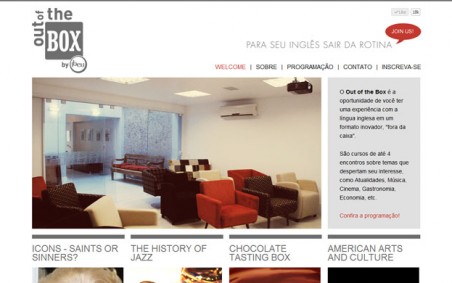 out of the
BOX
by
JOIN US!
PARA SEU INGLÊS SAIR DA ROTINA
WELCOME | SOBRE | PROGRAMAÇÃO | CONTATO | INSCREVA-SE
O Out of the Box é a
oportunidade de você ter
uma experiência com a
língua inglesa em um
formato inovador, "fora da
caixa".
São cursos de até 4
encontros sobre temas que
despertam seu interesse,
como Atualidades, Música,
Cinema, Gastronomia,
Economia, etc.
Confira a programação!
ICONS - SAINTS OR
SINNERS?
THE HISTORY OF
JAZZ
CHOCOLATE
TASTING BOX
AMERICAN ARTS
AND CULTURE